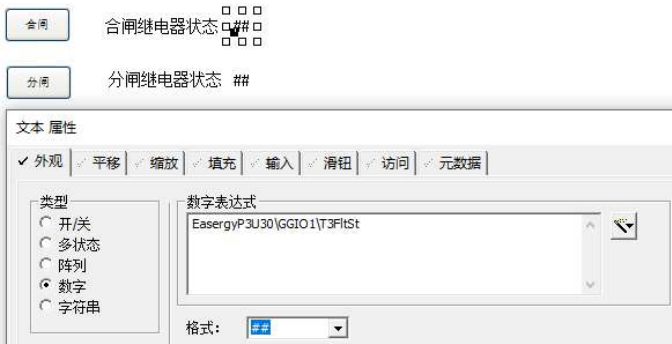 合闸
合闸继电器状态 ##
分闸
分闸继电器状态 ##
文本 属性
外观 平移 缩放 填充 输入 滑钮 访问 元数据
类型
数字表达式
开/关
EasergyP3U30\GGIO1\T3FltSt
多状态
阵列
数字
字符串
格式: ##